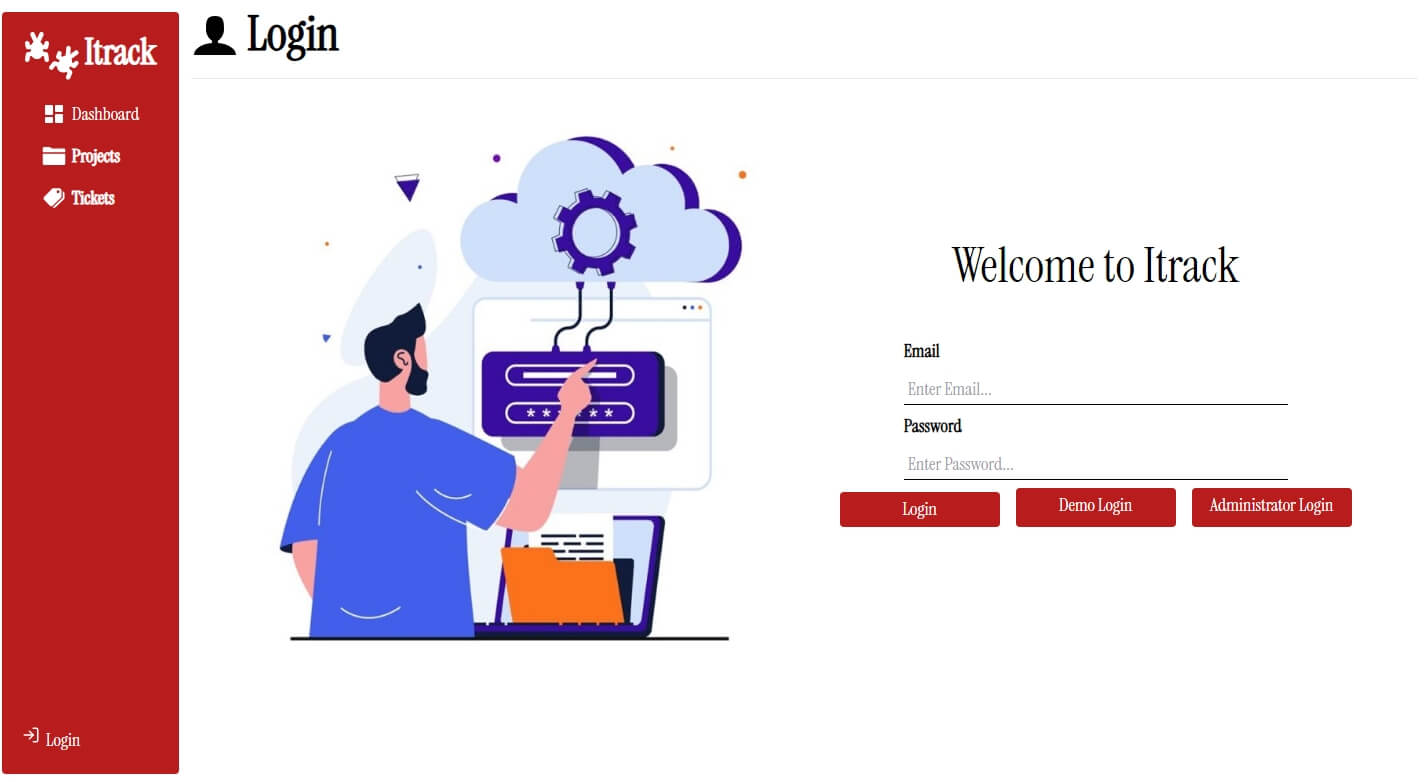 Itrack
Dashboard
Projects
Tickets
Login
Login
Welcome to Itrack
Email
Enter Email...
Password
Enter Password...
******
Login
Demo Login
Administrator Login